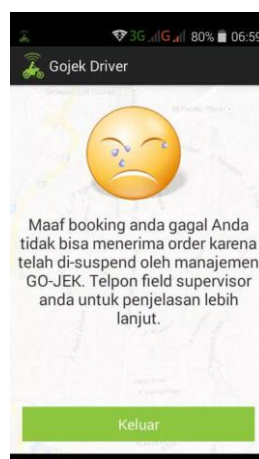 3G G 80% 06:59
Gojek Driver
Maaf booking anda gagal Anda
tidak bisa menerima order karena
telah di-suspend oleh manajemen
GO-JEK. Telpon field supervisor
anda untuk penjelasan lebih
lanjut.
Keluar